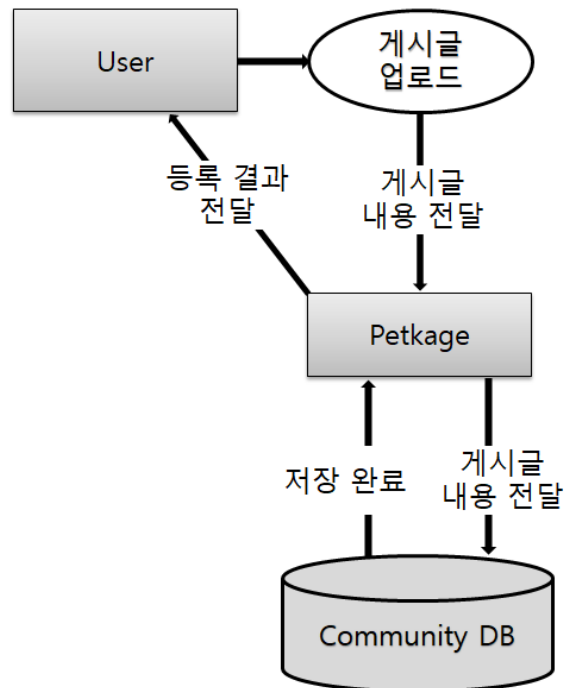 User
게시글
업로드
등록 결과
전달
게시글
내용 전달
Petkage
저장 완료
게시글
내용 전달
Community DB